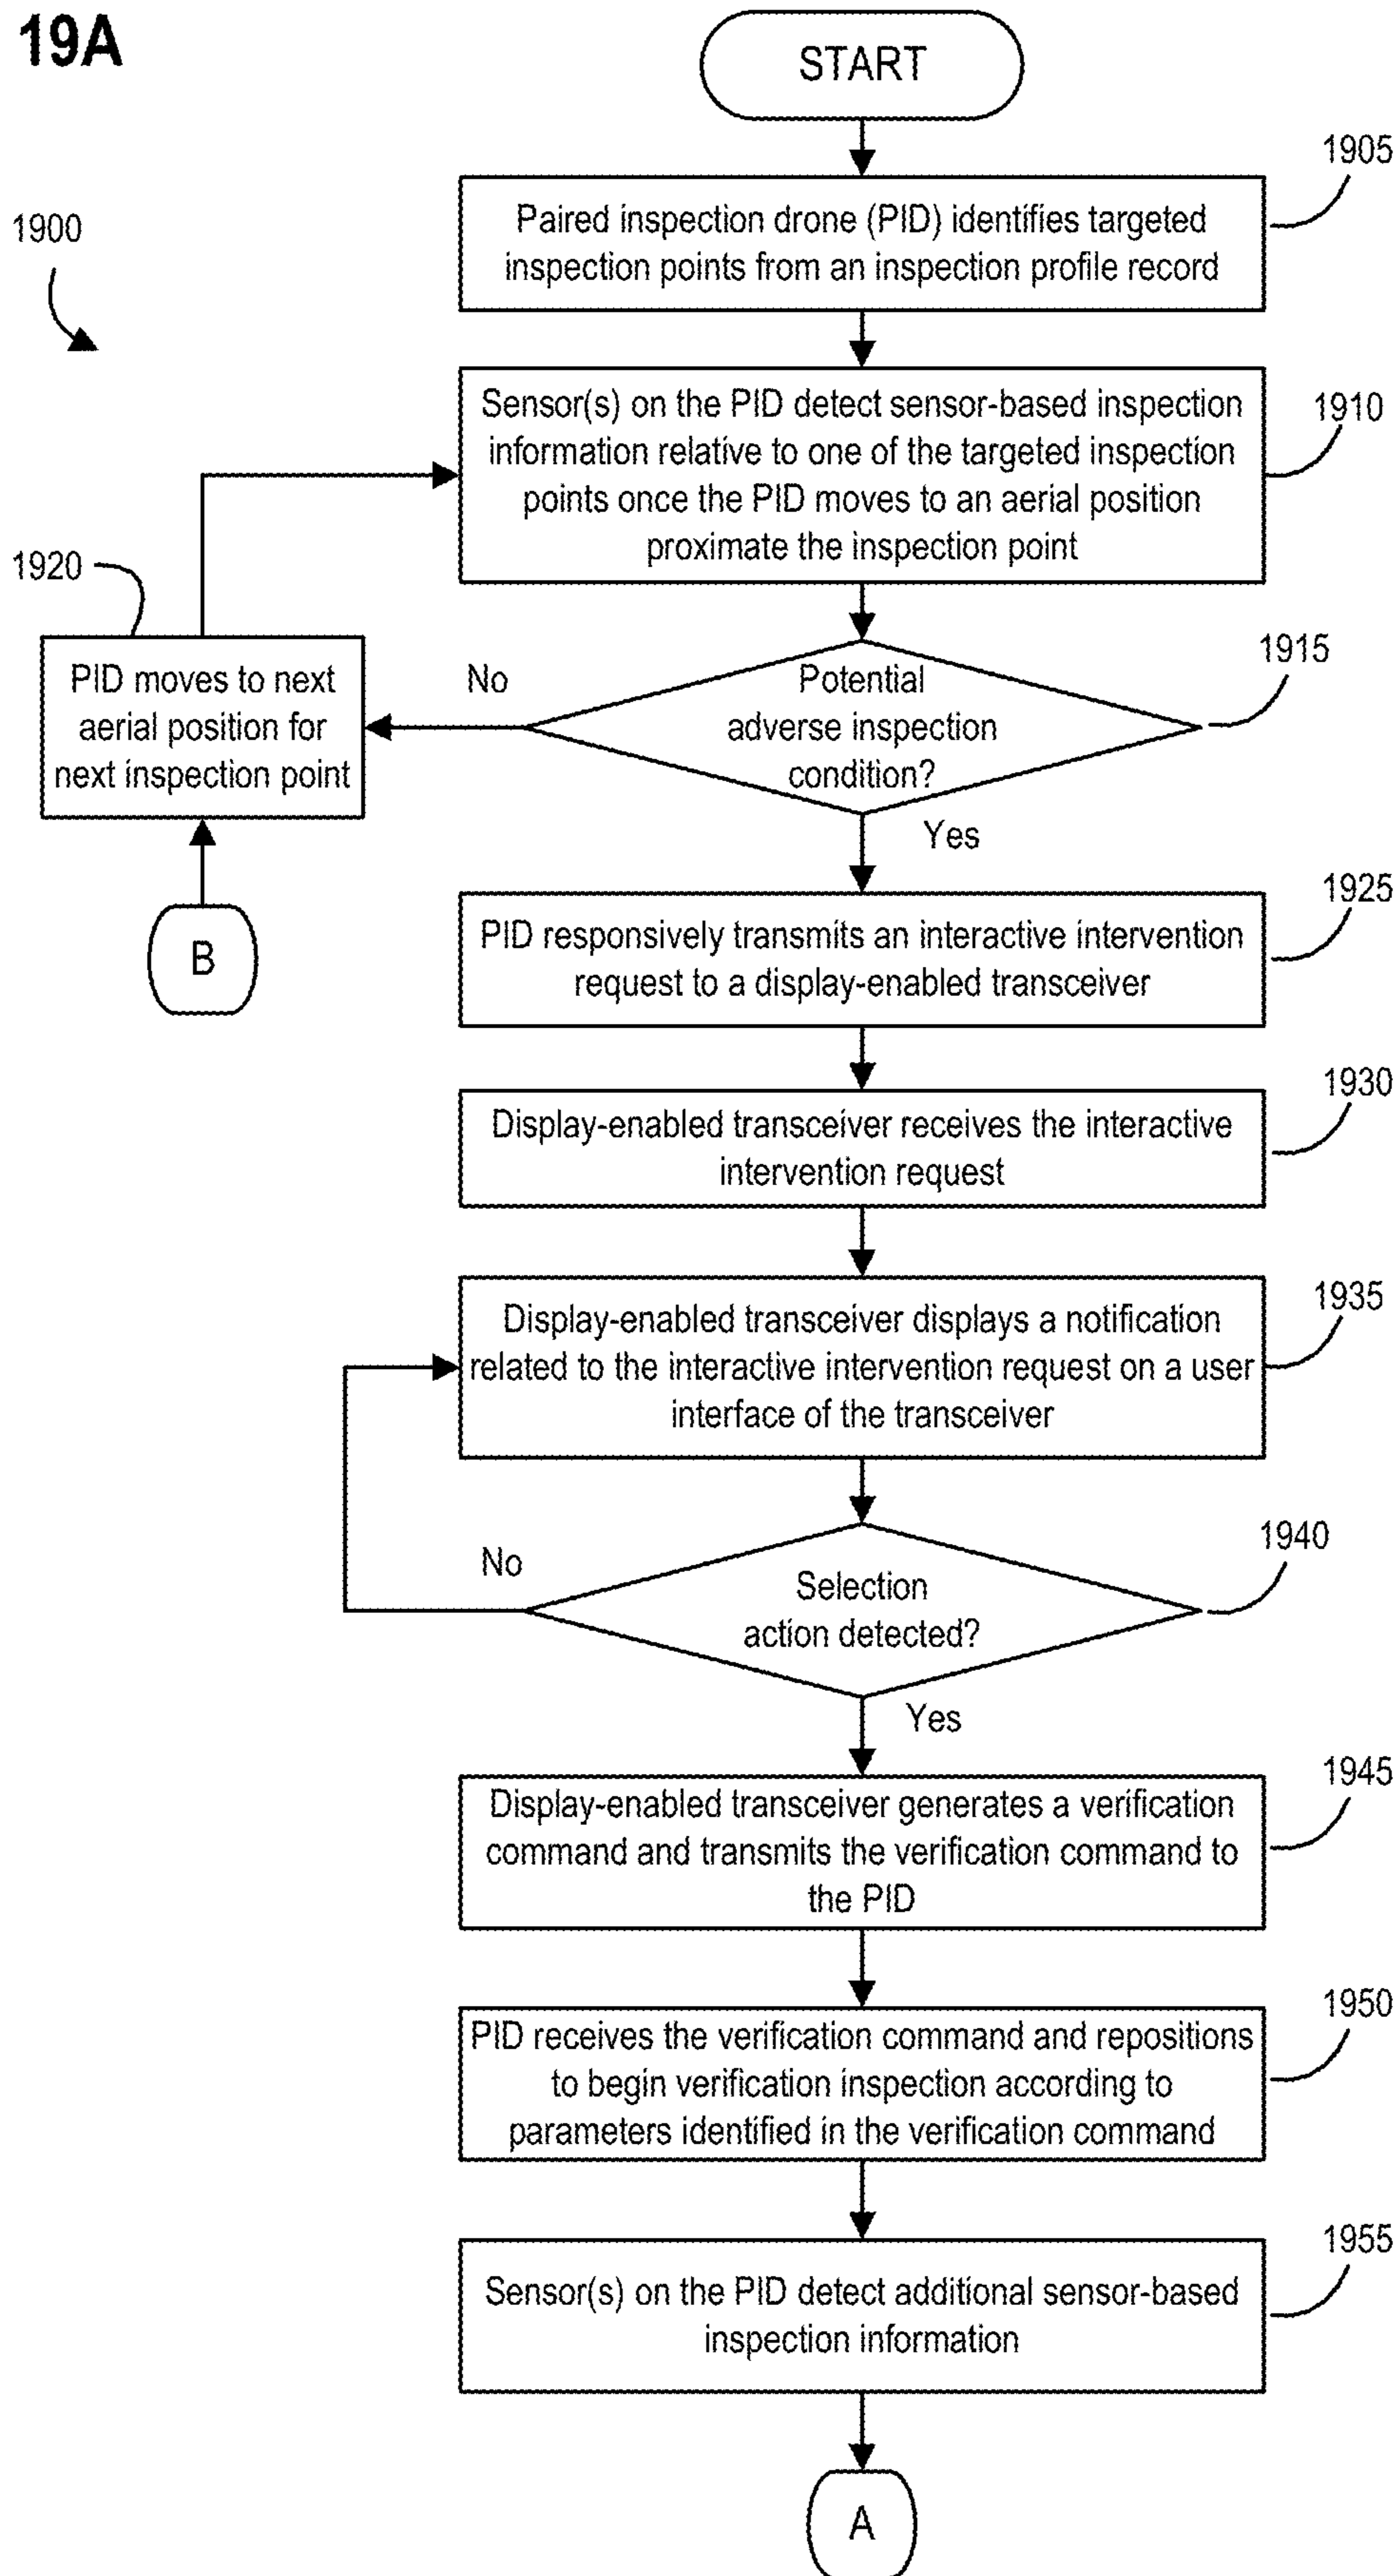 19A
START
1905
Paired inspection drone (PID) identifies targeted
inspection points from an inspection profile record
1900
Sensor(s) on the PID detect sensor-based inspection
information relative to one of the targeted inspection
points once the PID moves to an aerial position
proximate the inspection point
1910
1920
PID moves to next
aerial position for
next inspection point
No
Potential
adverse inspection
condition?
1915
Yes
B
1925
PID responsively transmits an interactive intervention
request to a display-enabled transceiver
1930
Display-enabled transceiver receives the interactive
intervention request
1935
Display-enabled transceiver displays a notification
related to the interactive intervention request on a user
interface of the transceiver
No
Selection
action detected?
1940
Yes
1945
Display-enabled transceiver generates a verification
command and transmits the verification command to
the PID
1950
PID receives the verification command and repositions
to begin verification inspection according to
parameters identified in the verification command
1955
Sensor(s) on the PID detect additional sensor-based
inspection information
A